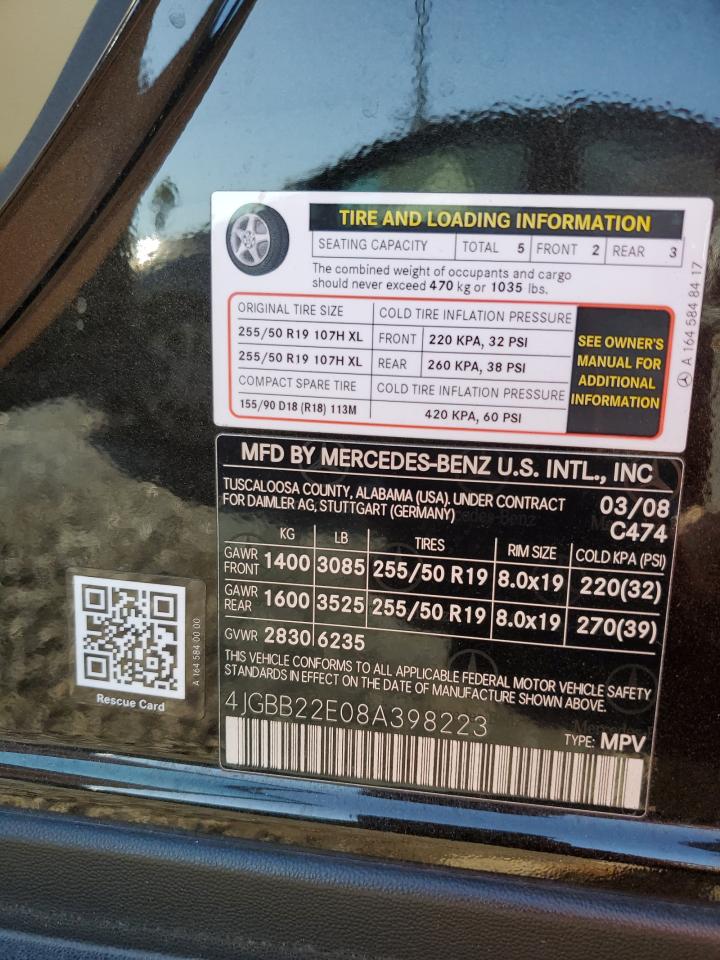 TIRE AND LOADING INFORMATION
SEATING CAPACITY TOTAL 5 FRONT 2 REAR 3
The combined weight of occupants and cargo
should never exceed 470 kg or 1035 lbs.
ORIGINAL TIRE SIZE COLD TIRE INFLATION PRESSURE
255/50 R19 107H XL FRONT 220 KPA, 32 PSI
255/50 R19 107H XL REAR 260 KPA, 38 PSI
COMPACT SPARE TIRE COLD TIRE INFLATION PRESSURE
155/90 D18 (R18) 113M 420 KPA, 60 PSI
SEE OWNER'S
MANUAL FOR
ADDITIONAL
INFORMATION
A 164 584 84 17
MFD BY MERCEDES-BENZ U.S. INTL., INC
TUSCALOOSA COUNTY, ALABAMA (USA). UNDER CONTRACT
FOR DAIMLER AG, STUTTGART (GERMANY)
03/08
C474
KG LB TIRES RIM SIZE COLD KPA (PSI)
GAWR FRONT 1400 3085 255/50 R19 8.0x19 220(32)
GAWR REAR 1600 3525 255/50 R19 8.0x19 270(39)
GVWR 2830 6235
THIS VEHICLE CONFORMS TO ALL APPLICABLE FEDERAL MOTOR VEHICLE SAFETY
STANDARDS IN EFFECT ON THE DATE OF MANUFACTURE SHOWN ABOVE.
4JGBB22E08A398223
TYPE: MPV
Rescue Card
A 164 584 00 00